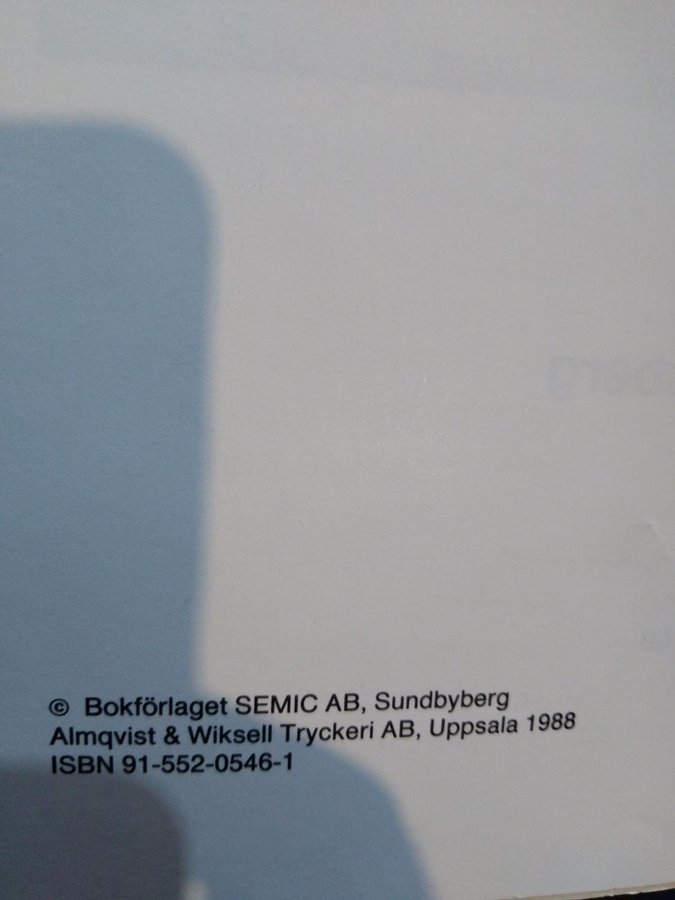 © Bokförlaget SEMIC AB, Sundbyberg
Almqvist & Wiksell Tryckeri AB, Uppsala 1988
ISBN 91-552-0546-1